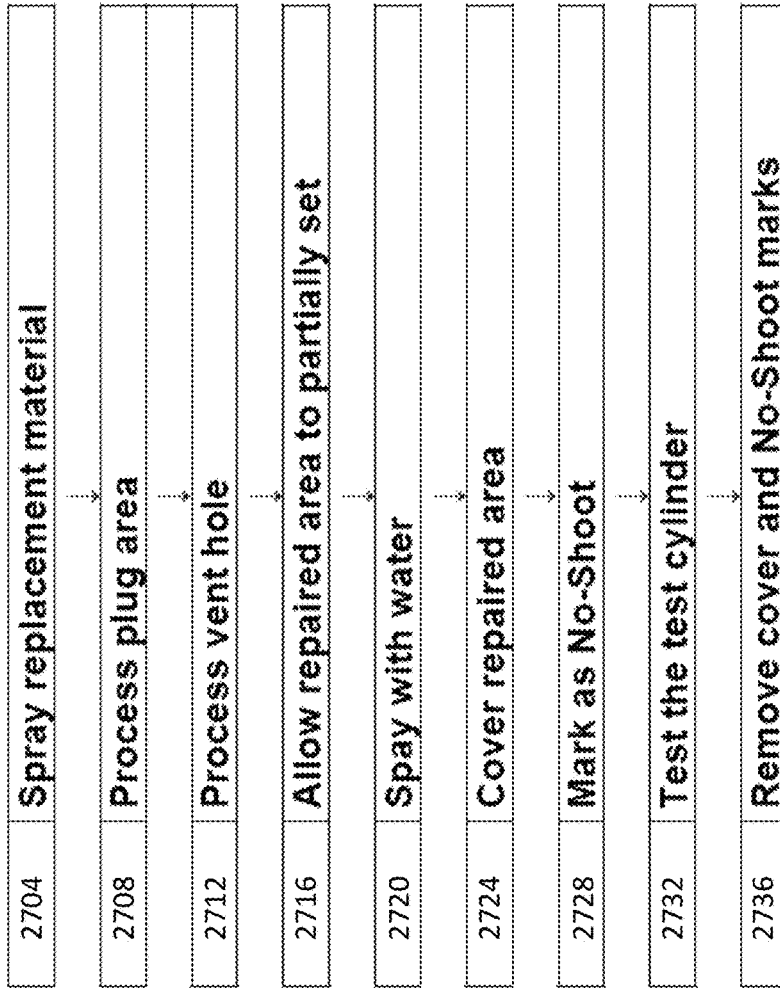 2704 Spray replacement material
2708 Process plug area
2712 Process vent hole
2716 Allow repaired area to partially set
2720 Spay with water
2724 Cover repaired area
2728 Mark as No-Shoot
2732 Test the test cylinder
2736 Remove cover and No-Shoot marks